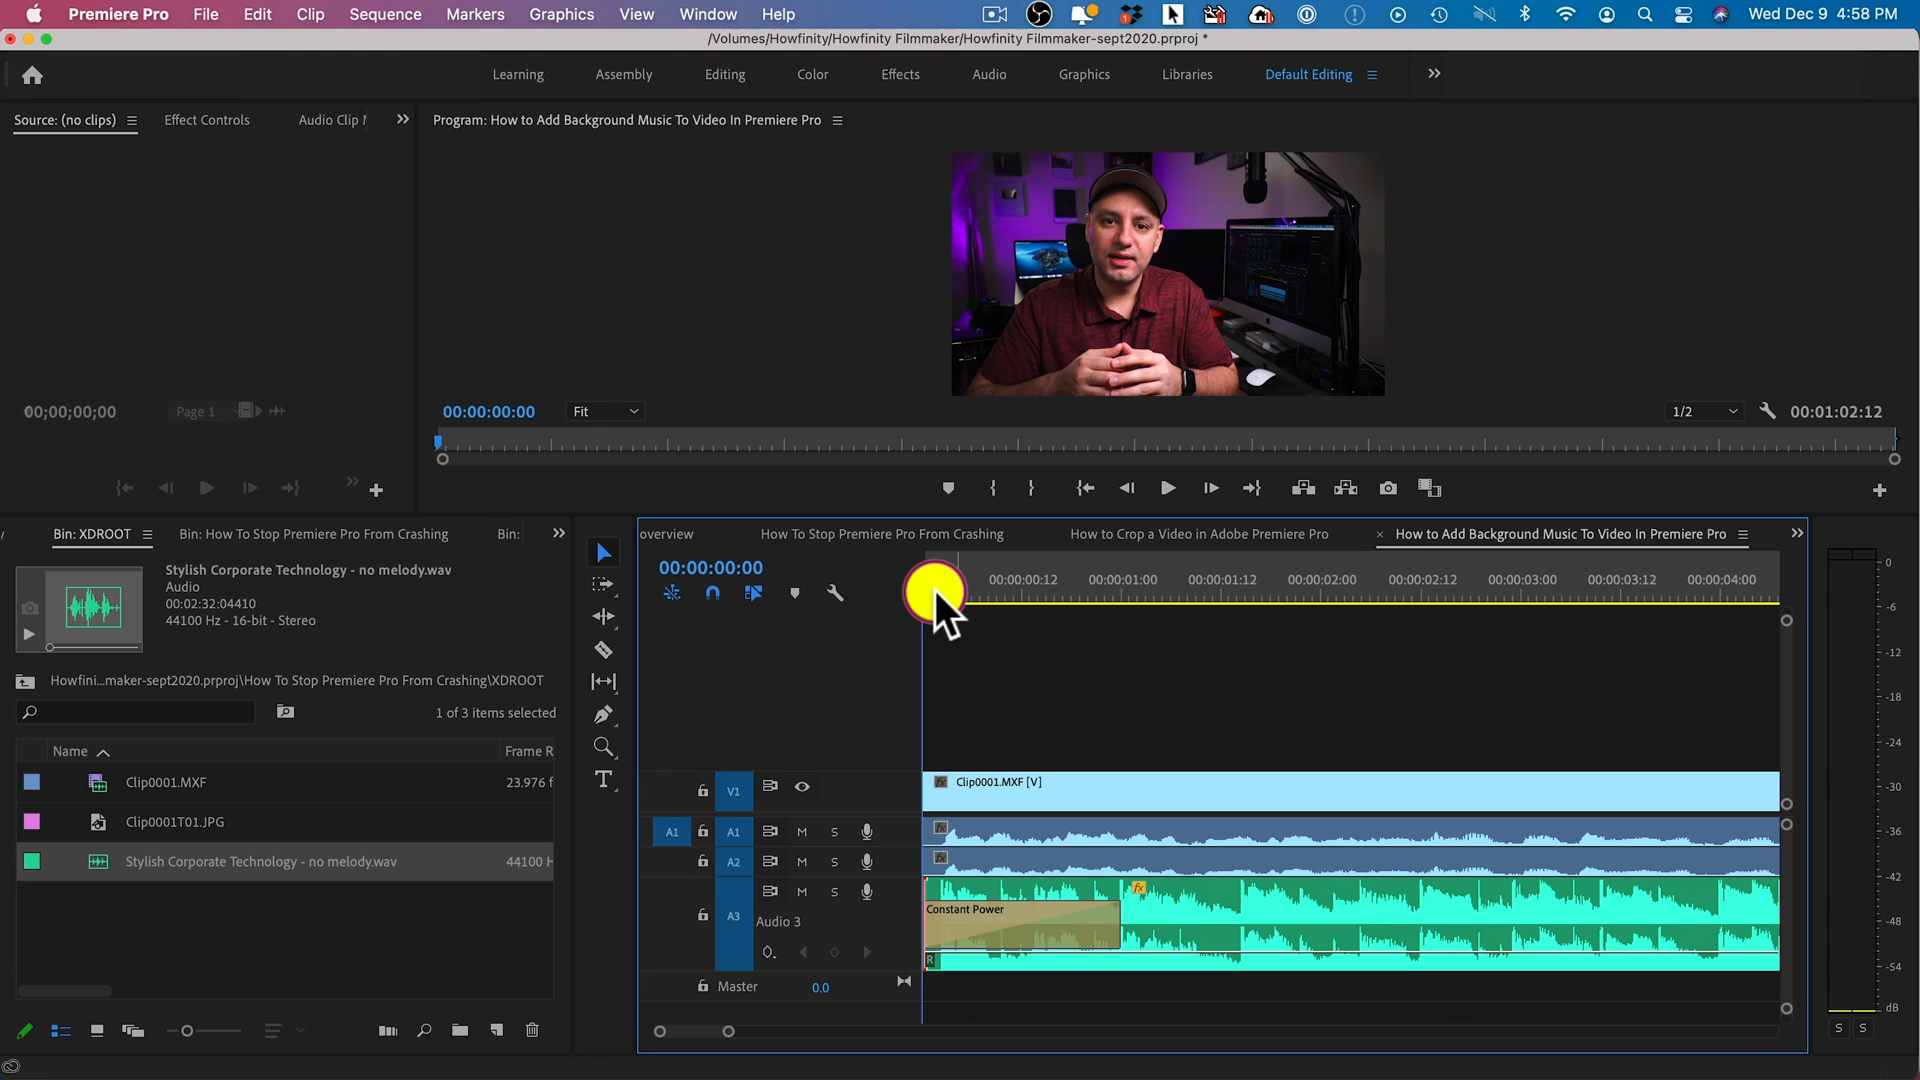 Premiere Pro File Edit Clip Sequence Markers Graphics View Window Help Wed Dec 9 4:58 PM
/Volumes/Howfinity/Howfinity Filmmaker/Howfinity Filmmaker-sept2020.prproj *
Learning Assembly Editing Color Effects Audio Graphics Libraries Default Editing
Source: (no clips) Effect Controls Audio Clip Program: How to Add Background Music To Video In Premiere Pro
00;00;00;00 Page 1 00:00:00:00 Fit 1/2 00:01:02:12
Bin: XDROOT Bin: How To Stop Premiere Pro From Crashing Bin:
overview How To Stop Premiere Pro From Crashing How to Crop a Video in Adobe Premiere Pro × How to Add Background Music To Video In Premiere Pro
Stylish Corporate Technology - no melody.wav
Audio
00:02:32:04410
44100 Hz - 16-bit - Stereo
00:00:00:00
00:00:00:12 00:00:01:00 00:00:01:12 00:00:02:00 00:00:02:12 00:00:03:00 00:00:03:12 00:00:04:00
Howfini...maker-sept2020.prproj\How To Stop Premiere Pro From Crashing\XDROOT
1 of 3 items selected
Name Frame R
Clip0001.MXF 23.976 f
Clip0001T01.JPG
Stylish Corporate Technology - no melody.wav 44100 H
V1 fx Clip0001.MXF [V]
A1 A1 M S fx
A2 M S fx
M S fx
A3 Audio 3
Constant Power
R
Master 0.0
0
-6
-12
-18
-24
-30
-36
-42
-48
-54
dB
S S